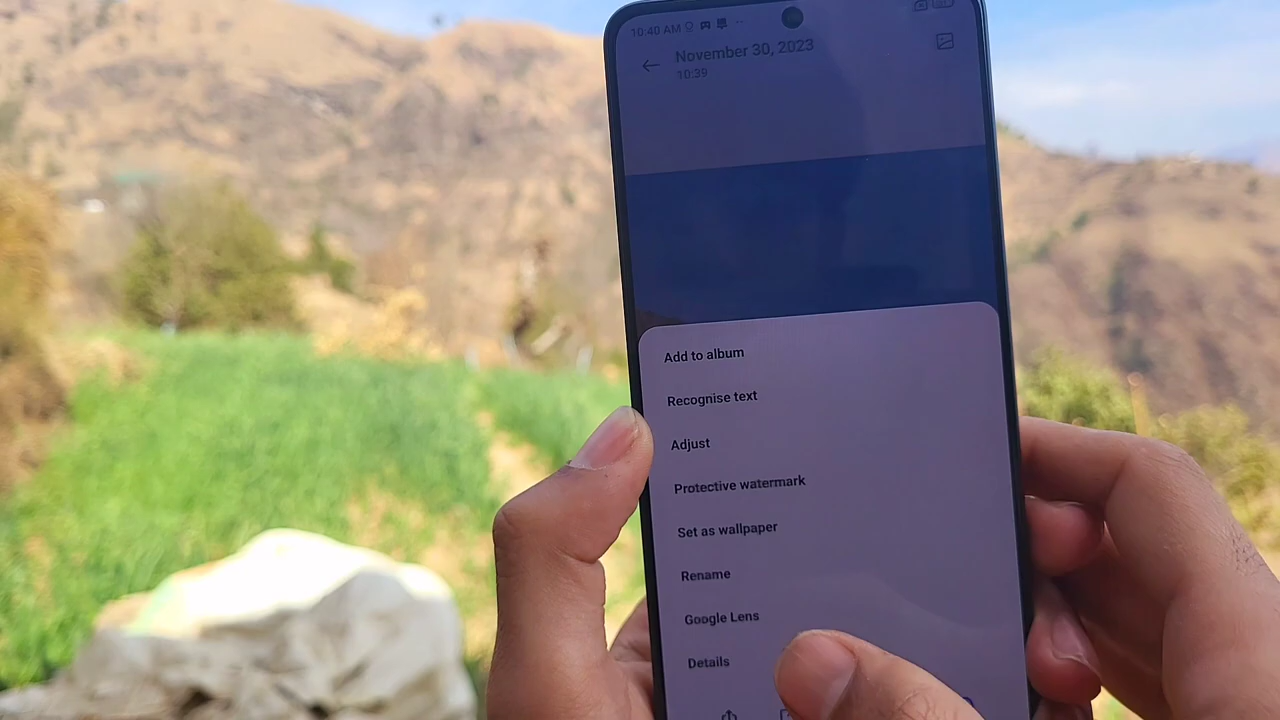 10:40 AM
November 30, 2023
10:39
Add to album
Recognise text
Adjust
Protective watermark
Set as wallpaper
Rename
Google Lens
Details